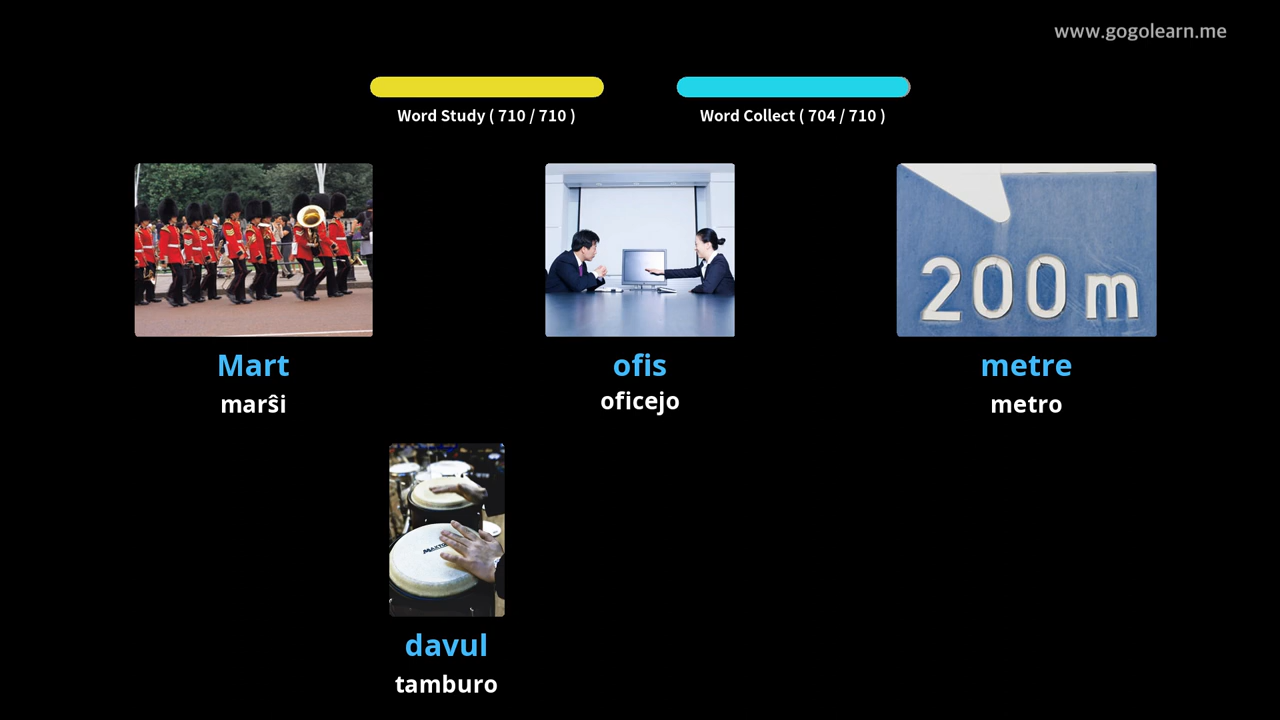 www.gogolearn.me
Word Study ( 710 / 710 )
Word Collect ( 704 / 710 )
200m
Mart
marŝi
ofis
oficejo
metre
metro
davul
tamburo